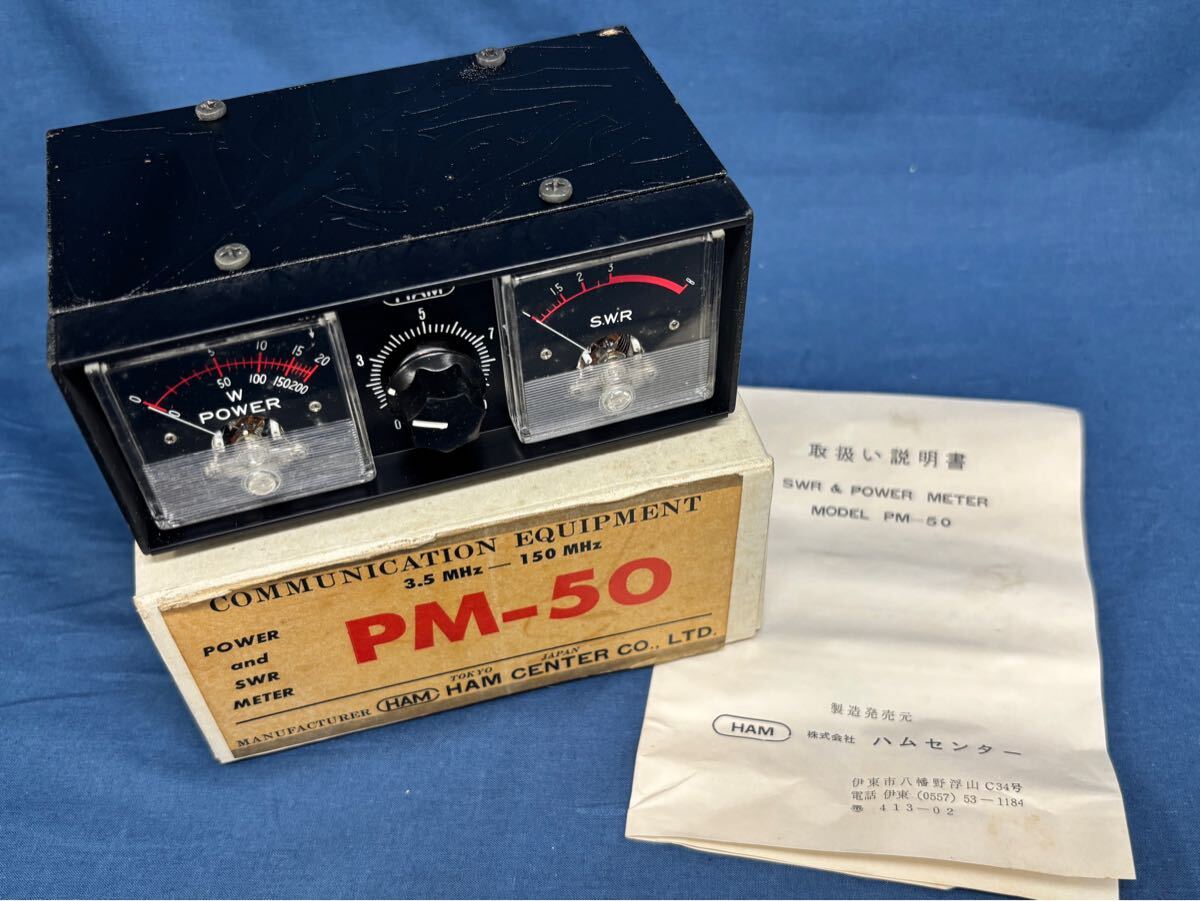 HAM
0 5 10 15 20
0 50 100 150 200
W
POWER
0 3 5 7
1 1.5 2 3 ∞
S.W.R
COMMUNICATION EQUIPMENT
3.5 MHz — 150 MHz
PM-50
POWER
and
SWR
METER
TOKYO JAPAN
MANUFACTURER HAM HAM CENTER CO., LTD.
取扱い説明書
SWR & POWER METER
MODEL PM-50
製造発売元
HAM 株式会社 ハムセンター
伊東市八幡野浮山C34号
電話 伊東 (0557) 53-1184
〠 413-02